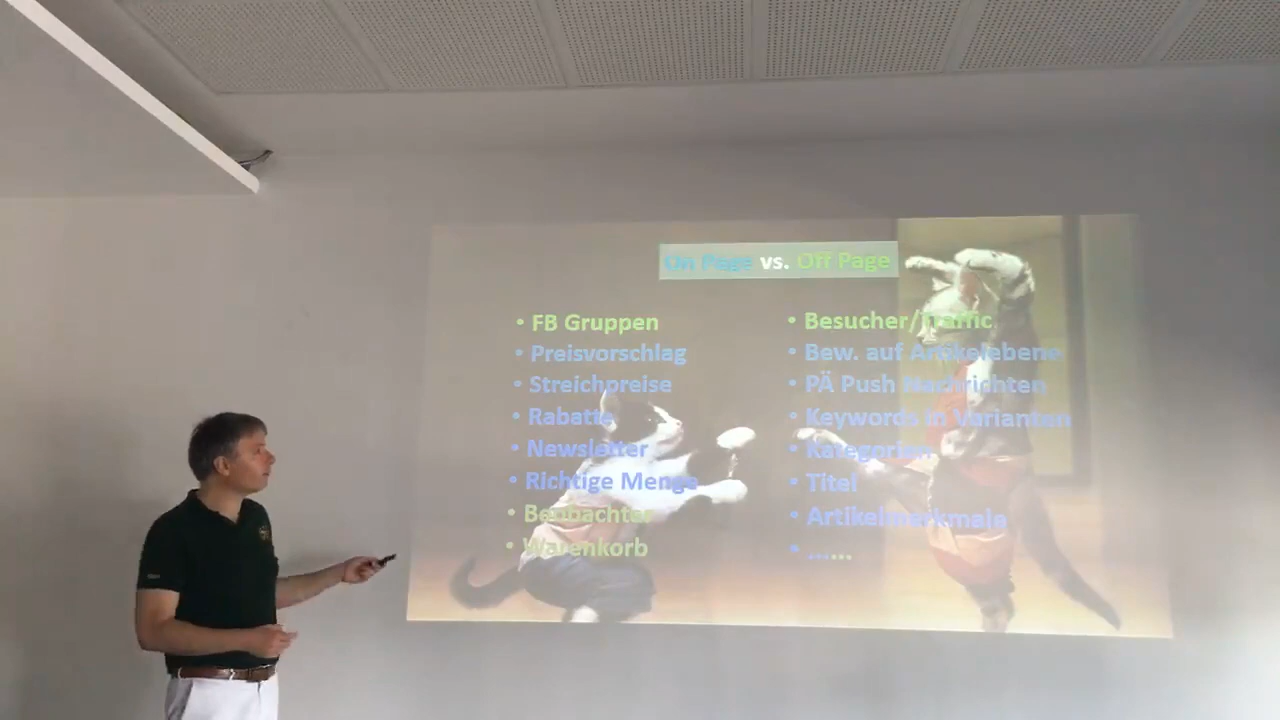 On Page vs. Off Page
• FB Gruppen
• Preisvorschlag
• Streichpreise
• Rabatte
• Newsletter
• Richtige Menge
• Beobachter
• Warenkorb
• Besucher/Traffic
• Bew. auf Artikelebene
• PÄ Push Nachrichten
• Keywords in Varianten
• Kategorien
• Titel
• Artikelmerkmale
• ......